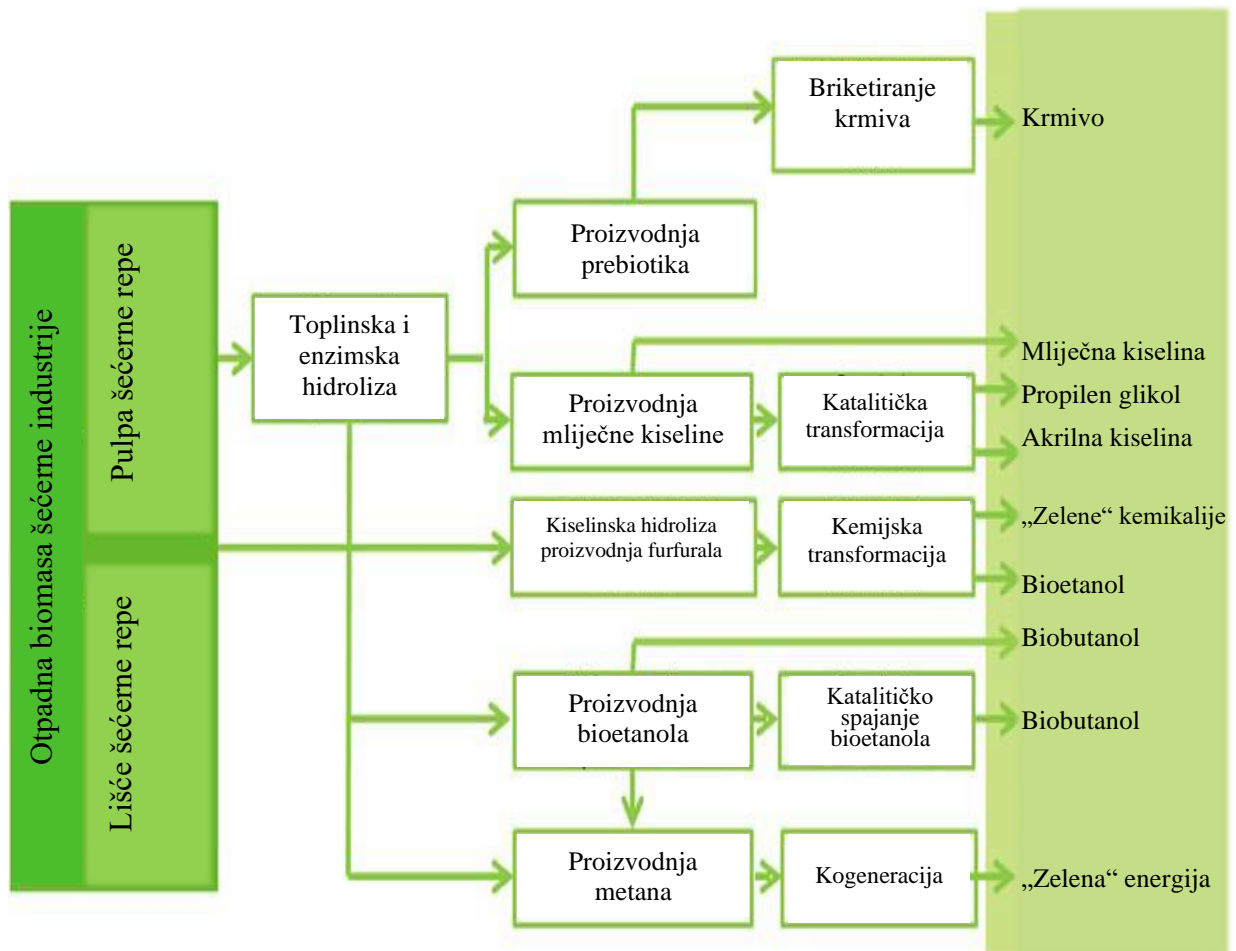 Otpadna biomasa šećerne industrije
Pulpa šećerne repe
Lišće šećerne repe
Toplinska i
enzimska
hidroliza
Briketiranje
krmiva
Krmivo
Proizvodnja
prebiotika
Proizvodnja
mliječne kiseline
Katalitička
transformacija
Mliječna kiselina
Propilen glikol
Akrilna kiselina
Kiselinska hidroliza
proizvodnja furfurala
Kemijska
transformacija
„Zelene“ kemikalije
Bioetanol
Proizvodnja
bioetanola
Katalitičko
spajanje
bioetanola
Biobutanol
Biobutanol
Proizvodnja
metana
Kogeneracija
„Zelena“ energija